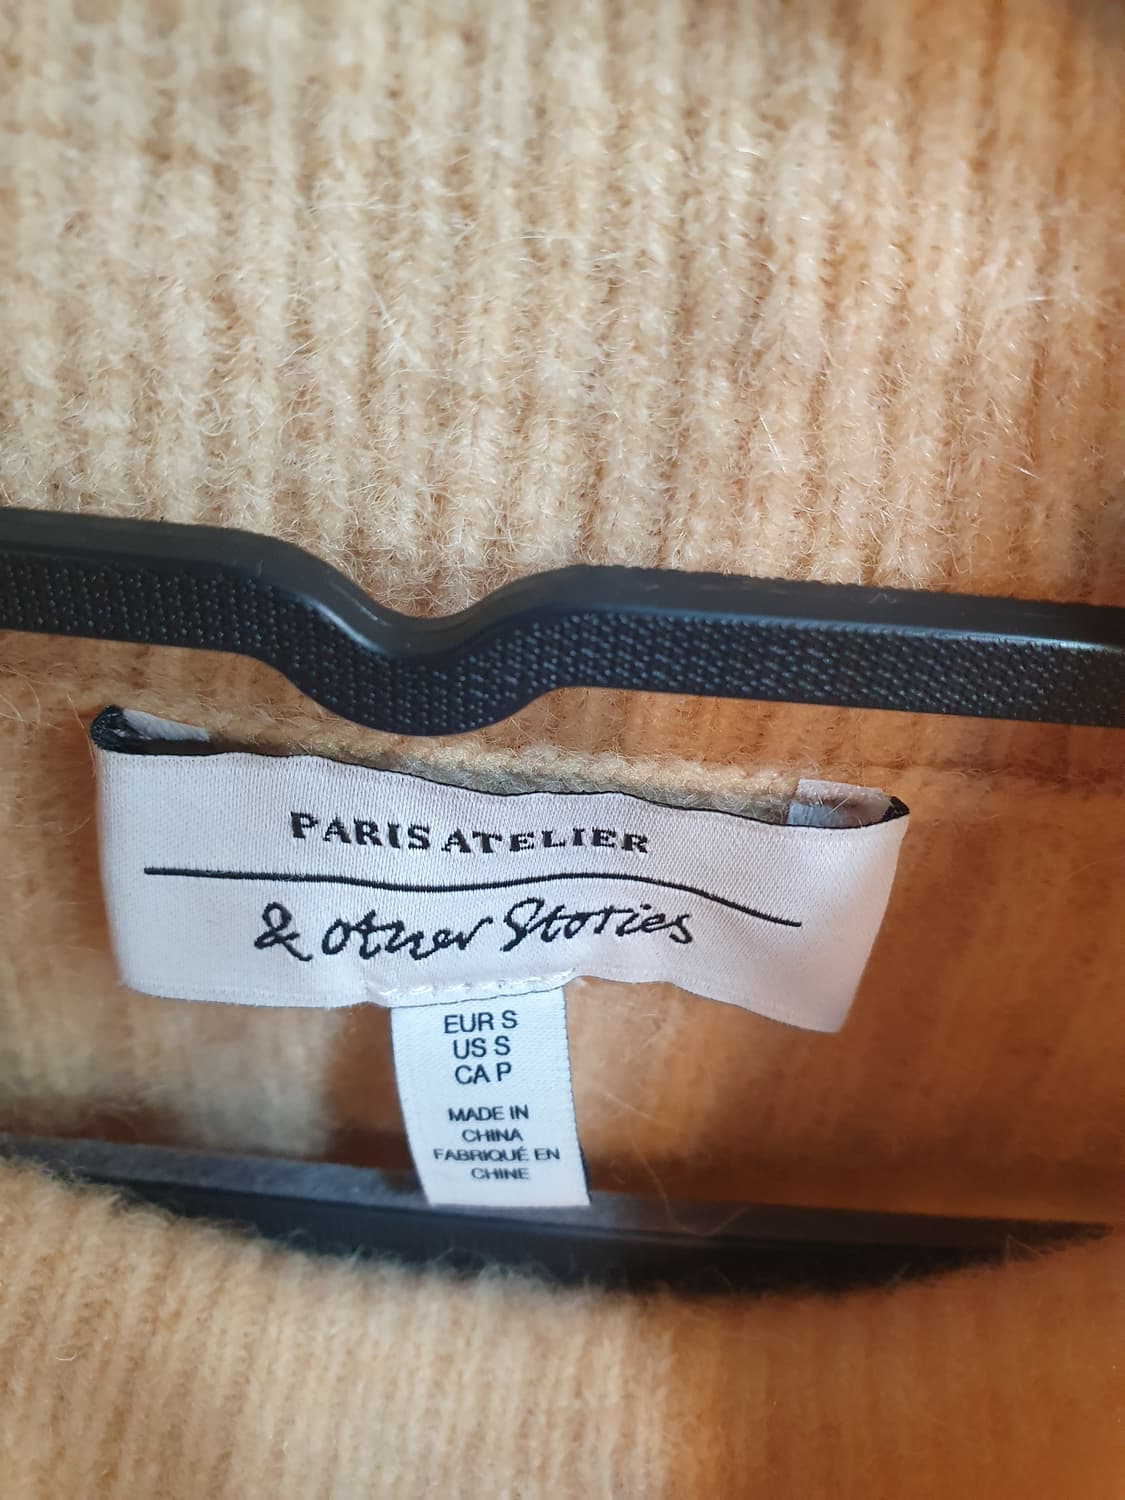 PARIS ATELIER
& Other Stories
EUR S
US S
CA P
MADE IN
CHINA
FABRIQUÉ EN
CHINE